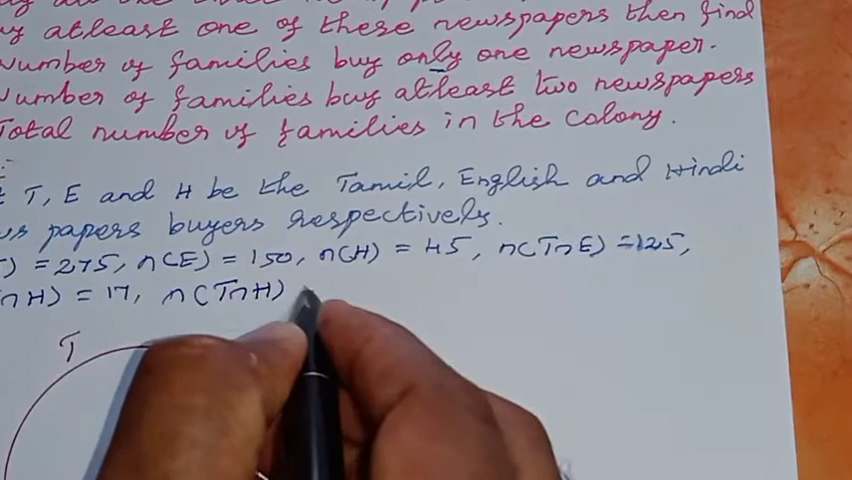 atleast one of these newspapers then find
number of families buy only one newspaper.
Number of families buy atleast two newspapers
Total number of families in the colony.
T, E and H be the Tamil, English and Hindi
papers buyers respectively.
) = 275, n(E) = 150, n(H) = 45, n(T∩E) = 125,
∩H) = 17, n(T∩H)
T